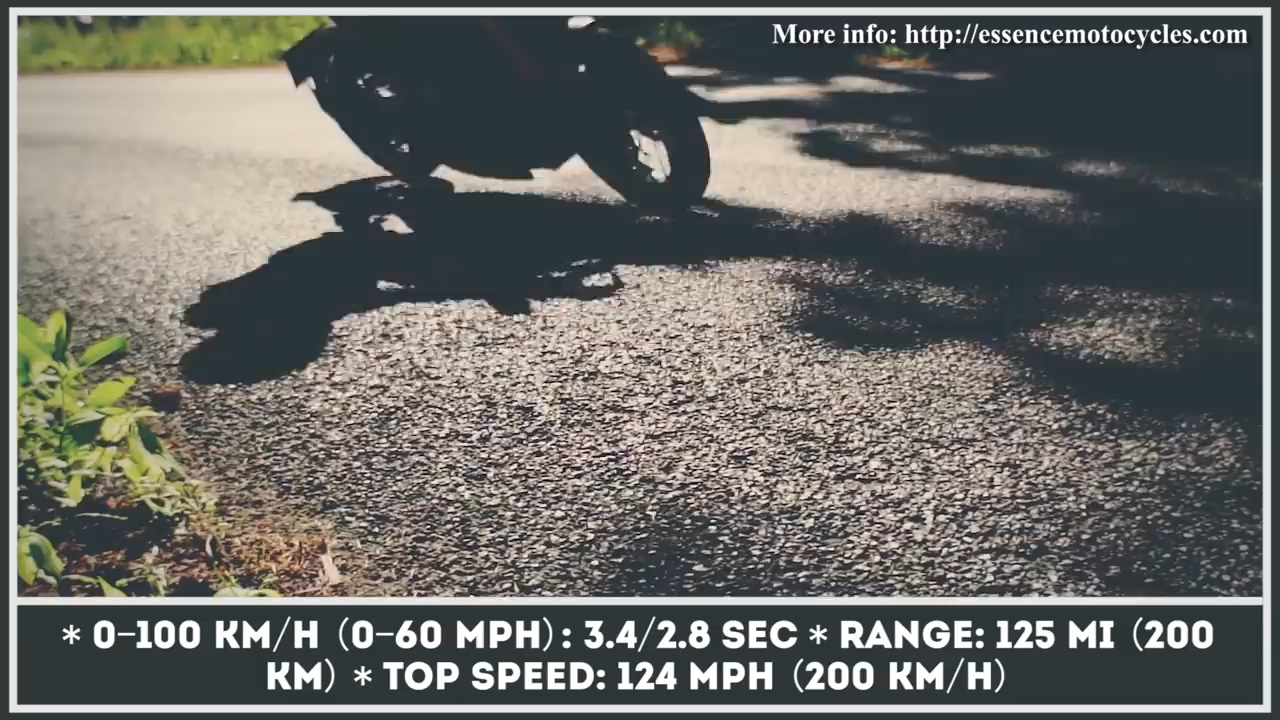 More info: http://essencemotocycles.com
* 0-100 KM/H (0-60 MPH): 3.4/2.8 SEC * RANGE: 125 MI (200
KM) * TOP SPEED: 124 MPH (200 KM/H)